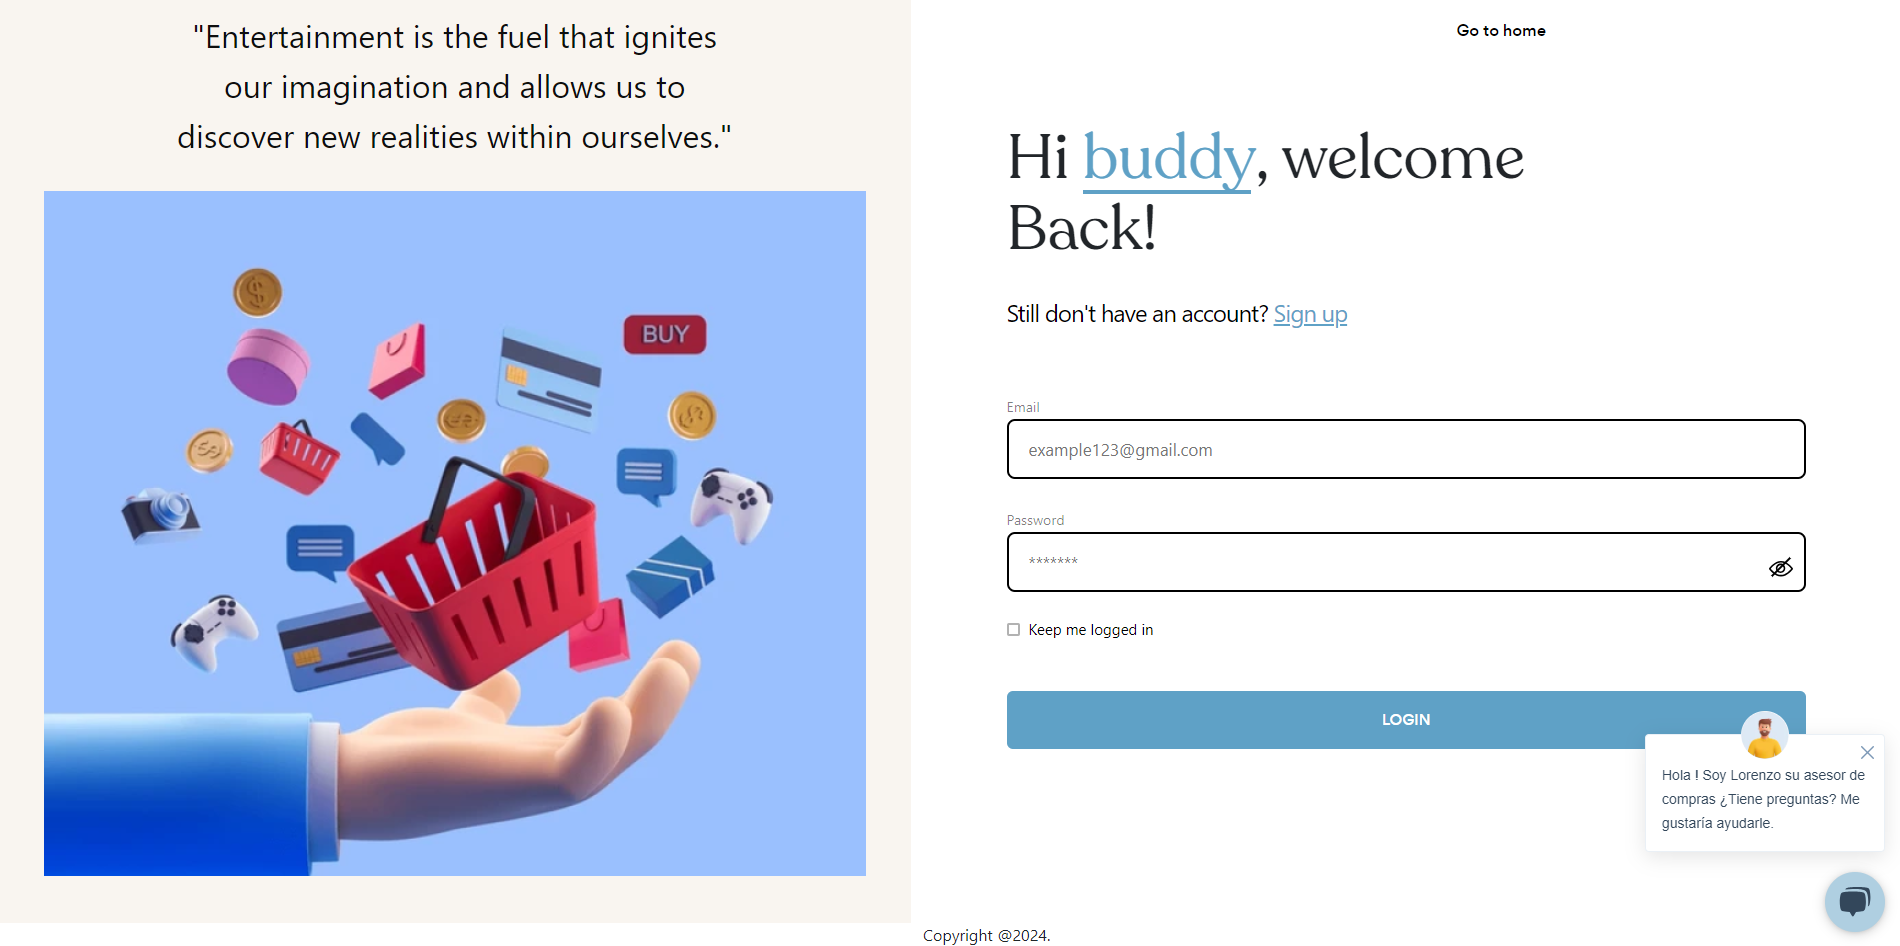 "Entertainment is the fuel that ignites
our imagination and allows us to
discover new realities within ourselves."
BUY
Go to home
Hi buddy, welcome
Back!
Still don't have an account? Sign up
Email
example123@gmail.com
Password
*******
Keep me logged in
LOGIN
Hola ! Soy Lorenzo su asesor de
compras ¿Tiene preguntas? Me
gustaría ayudarle.
Copyright @2024.